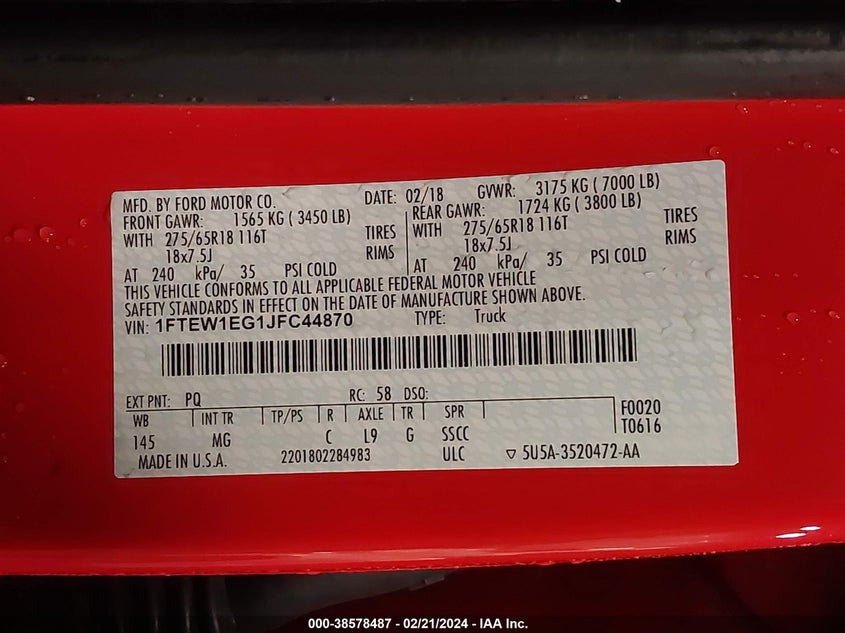 MFD. BY FORD MOTOR CO. DATE: 02/18 GVWR: 3175 KG ( 7000 LB)
FRONT GAWR: 1565 KG ( 3450 LB) REAR GAWR: 1724 KG ( 3800 LB)
WITH 275/65R18 116T TIRES WITH 275/65R18 116T TIRES
18x7.5J RIMS 18x7.5J RIMS
AT 240 kPa/ 35 PSI COLD AT 240 kPa/ 35 PSI COLD
THIS VEHICLE CONFORMS TO ALL APPLICABLE FEDERAL MOTOR VEHICLE
SAFETY STANDARDS IN EFFECT ON THE DATE OF MANUFACTURE SHOWN ABOVE.
VIN: 1FTEW1EG1JFC44870 TYPE: Truck
EXT PNT: PQ RC: 58 DSO:
WB INT TR TP/PS R AXLE TR SPR F0020
145 MG C L9 G SSCC T0616
MADE IN U.S.A. 2201802284983 ULC ▽ 5U5A-3520472-AA
000-38578487 - 02/21/2024 - IAA Inc.